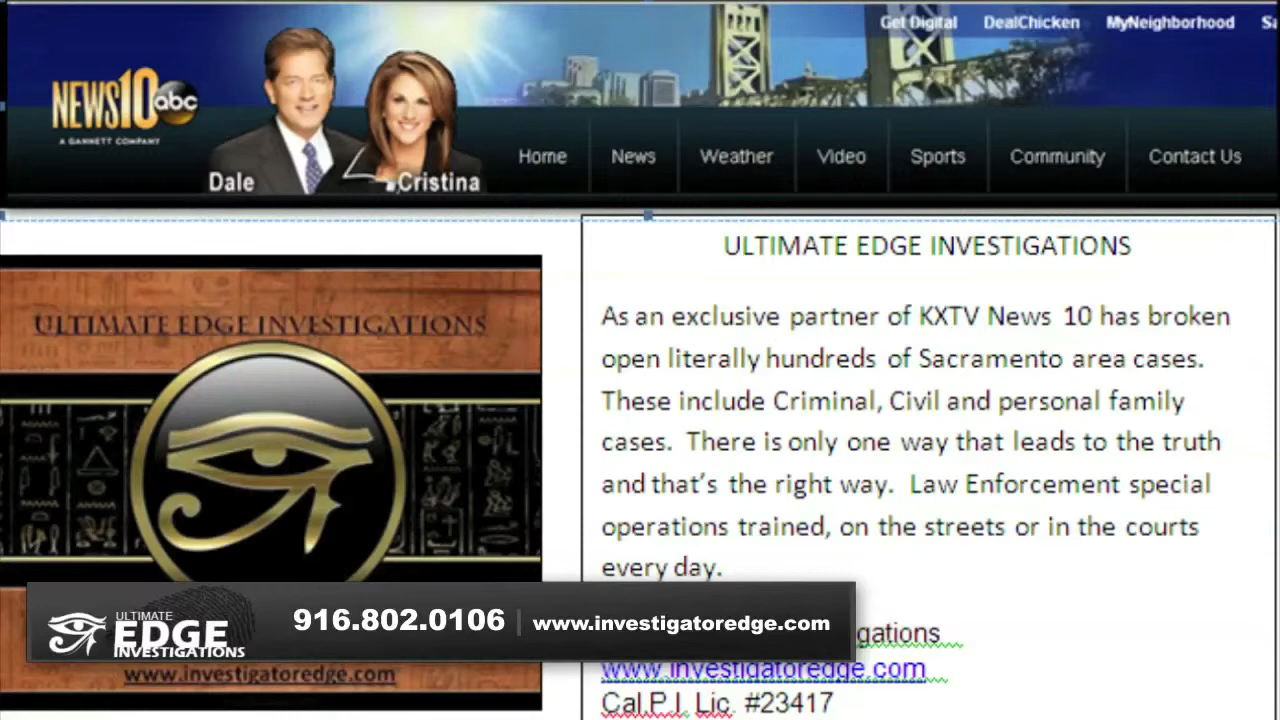 Get Digital DealChicken MyNeighborhood
NEWS10 abc
A GANNETT COMPANY
Dale Cristina
Home News Weather Video Sports Community Contact Us
ULTIMATE EDGE INVESTIGATIONS
As an exclusive partner of KXTV News 10 has broken
open literally hundreds of Sacramento area cases.
These include Criminal, Civil and personal family
cases. There is only one way that leads to the truth
and that's the right way. Law Enforcement special
operations trained, on the streets or in the courts
every day.
gations
www.investigatoredge.com
Cal.P.I. Lic. #23417
ULTIMATE EDGE INVESTIGATIONS
www.investigatoredge.com
ULTIMATE
EDGE
INVESTIGATIONS
916.802.0106 | www.investigatoredge.com